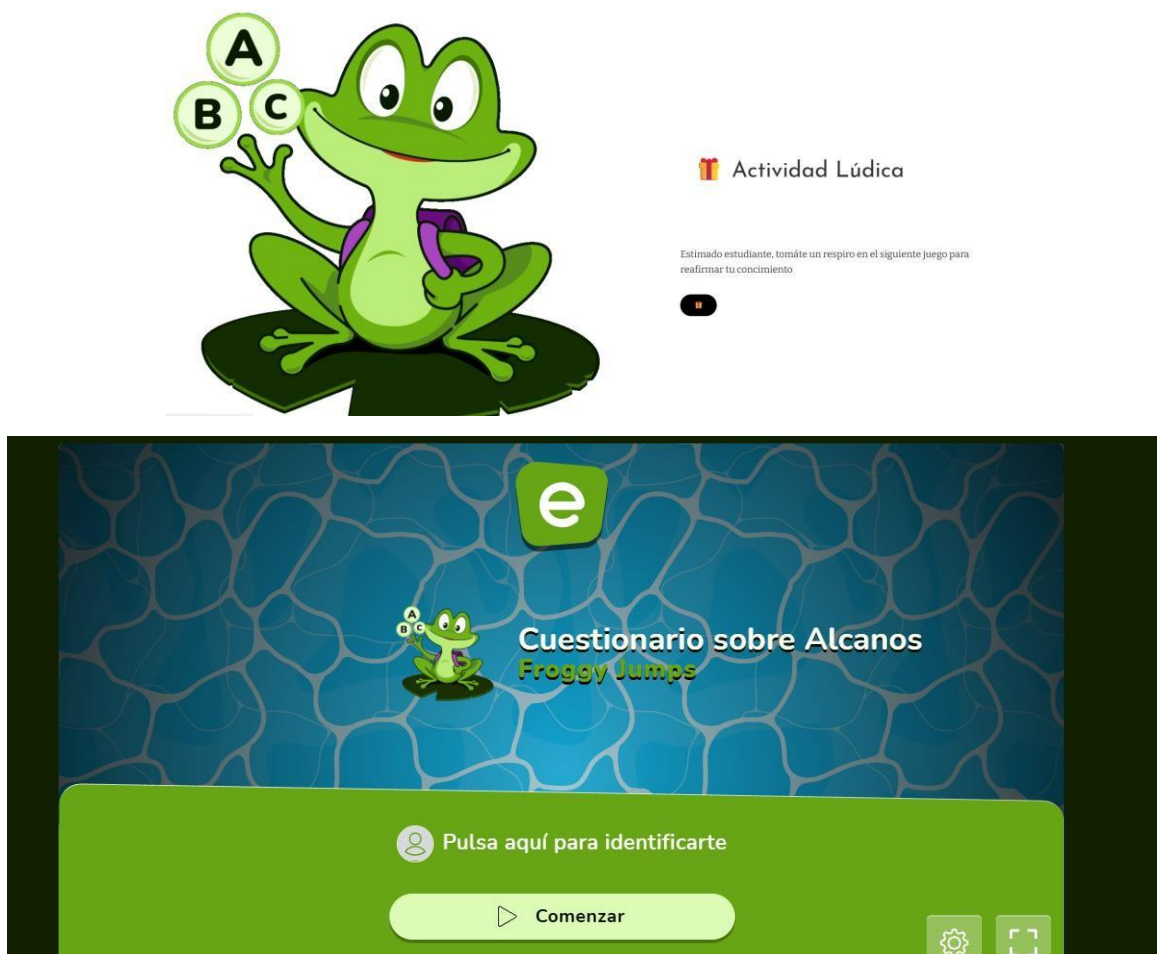 A
B C
Actividad Lúdica
Estimado estudiante, tomáte un respiro en el siguiente juego para
reafirmar tu concimiento
e
A
B C
Cuestionario sobre Alcanos
Froggy Jumps
Pulsa aquí para identificarte
Comenzar